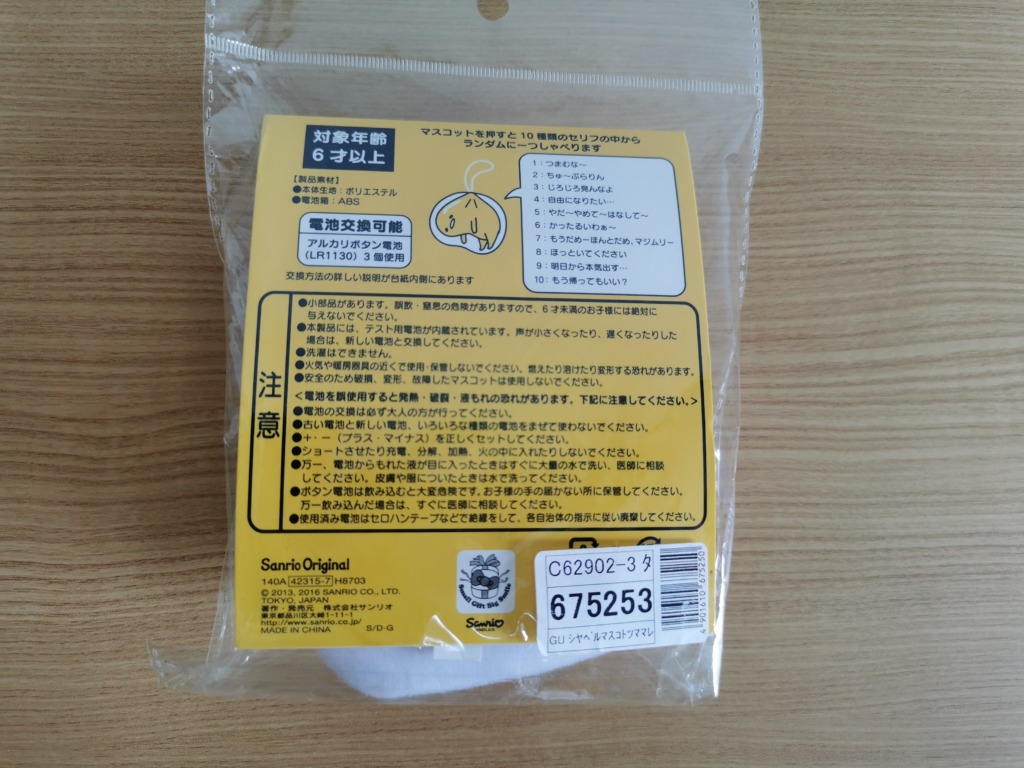 対象年齢
6才以上
マスコットを押すと10種類のセリフの中から
ランダムに一つしゃべります
【製品素材】
●本体生地:ポリエステル
●電池箱:ABS
電池交換可能
アルカリボタン電池
(LR1130)3個使用
交換方法の詳しい説明が台紙内側にあります
1:つまむな〜
2:ちゅ〜ぶらりん
3:じろじろ見んなよ
4:自由になりたい…
5:やだ〜やめて〜はなして〜
6:かったるいわぁ〜
7:もうだめーほんとだめ、マジムリー
8:ほっといてください
9:明日から本気出す…
10:もう帰ってもいい?
注意
●小部品があります。誤飲・窒息の危険がありますので、6才未満のお子様には絶対に
与えないでください。
●本製品には、テスト用電池が内蔵されています。声が小さくなったり、遅くなったりした
場合は、新しい電池と交換してください。
●洗濯はできません。
●火気や暖房器具の近くで使用・保管しないでください。燃えたり溶けたり変形する恐れがあります。
●安全のため破損、変形、故障したマスコットは使用しないでください。
<電池を誤使用すると発熱・破裂・液もれの恐れがあります。下記に注意してください。>
●電池の交換は必ず大人の方が行ってください。
●古い電池と新しい電池、いろいろな種類の電池をまぜて使わないでください。
●+・−(プラス・マイナス)を正しくセットしてください。
●ショートさせたり充電、分解、加熱、火の中に入れたりしないでください。
●万一、電池からもれた液が目に入ったときはすぐに大量の水で洗い、医師に相談
してください。皮膚や服についたときは水で洗ってください。
●ボタン電池は飲み込むと大変危険です。お子様の手の届かない所に保管してください。
万一飲み込んだ場合は、すぐに医師に相談してください。
●使用済み電池はセロハンテープなどで絶縁をして、各自治体の指示に従い廃棄してください。
Sanrio Original
140A 42315-7 H8703
© 2013, 2016 SANRIO CO., LTD.
TOKYO, JAPAN
著作・発売元 株式会社サンリオ
東京都品川区大崎1-11-1
http://www.sanrio.co.jp/
MADE IN CHINA S/D-G
Small Gift Big Smile
Sanrio
C62902-3タ
675253
GU シヤベルマスコトツママレ
4 901610 675250